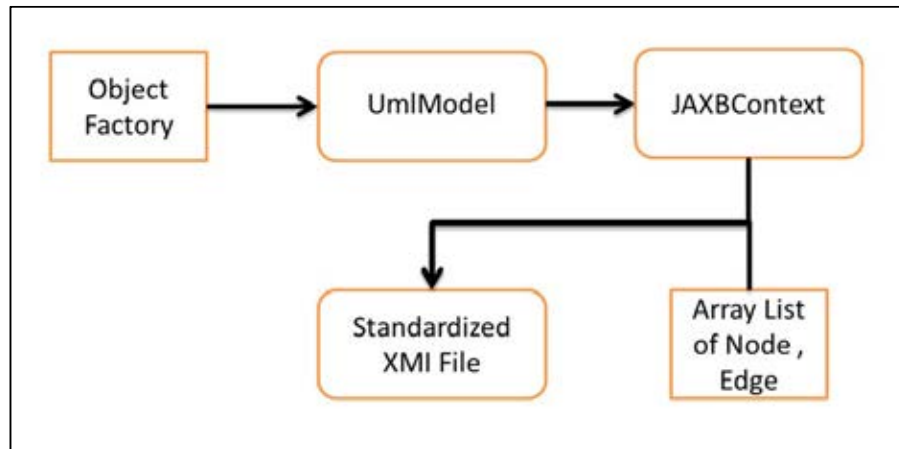 Object
Factory
UmlModel
JAXBContext
Standardized
XMI File
Array List
of Node ,
Edge